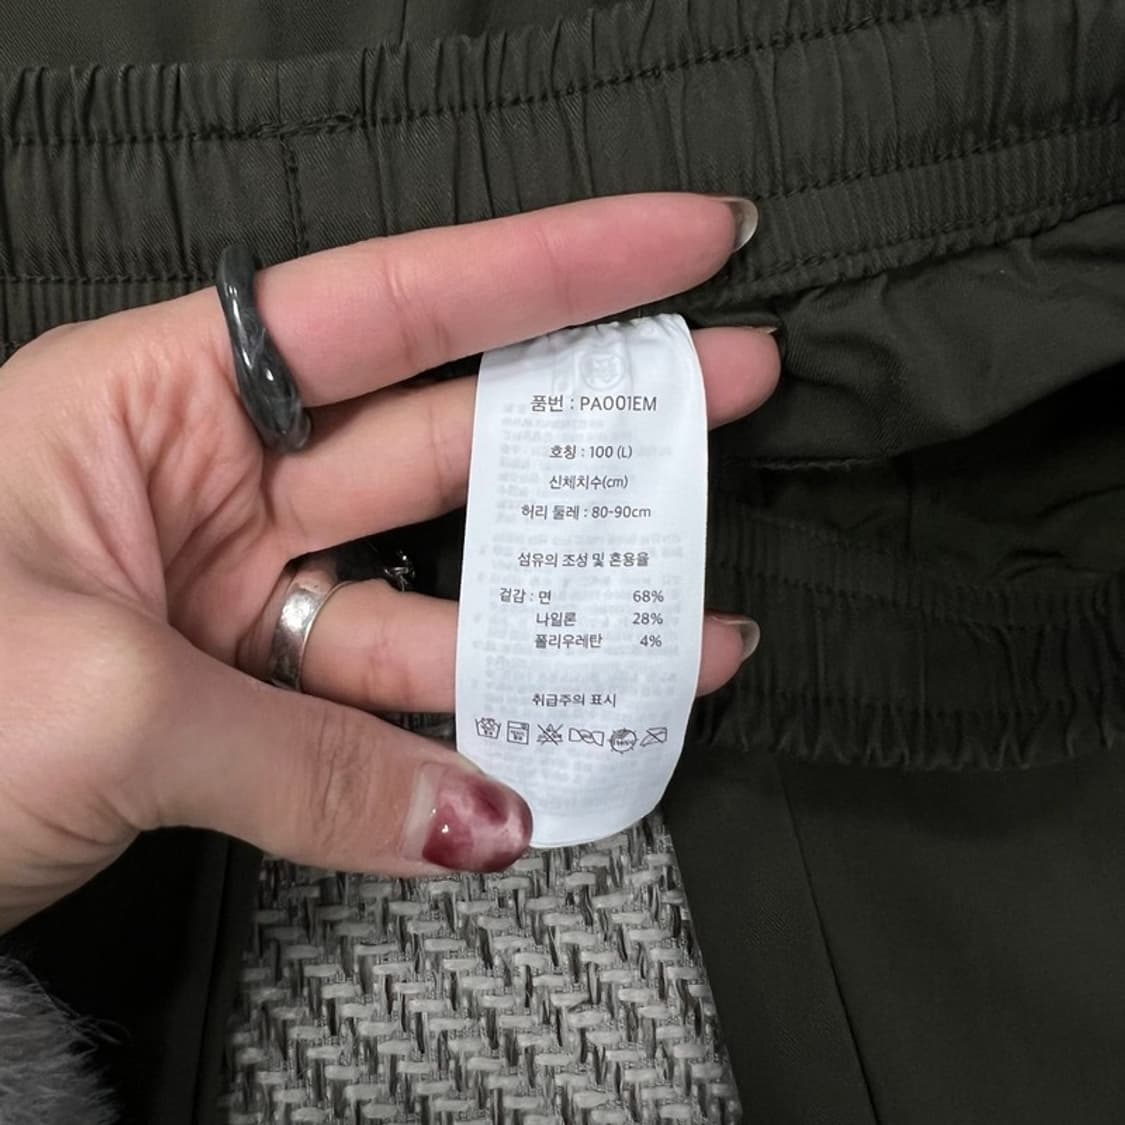 품번 : PA001EM
호칭 : 100 (L)
신체치수(cm)
허리 둘레 : 80-90cm
섬유의 조성 및 혼용율
겉감 : 면 68%
나일론 28%
폴리우레탄 4%
취급주의 표시